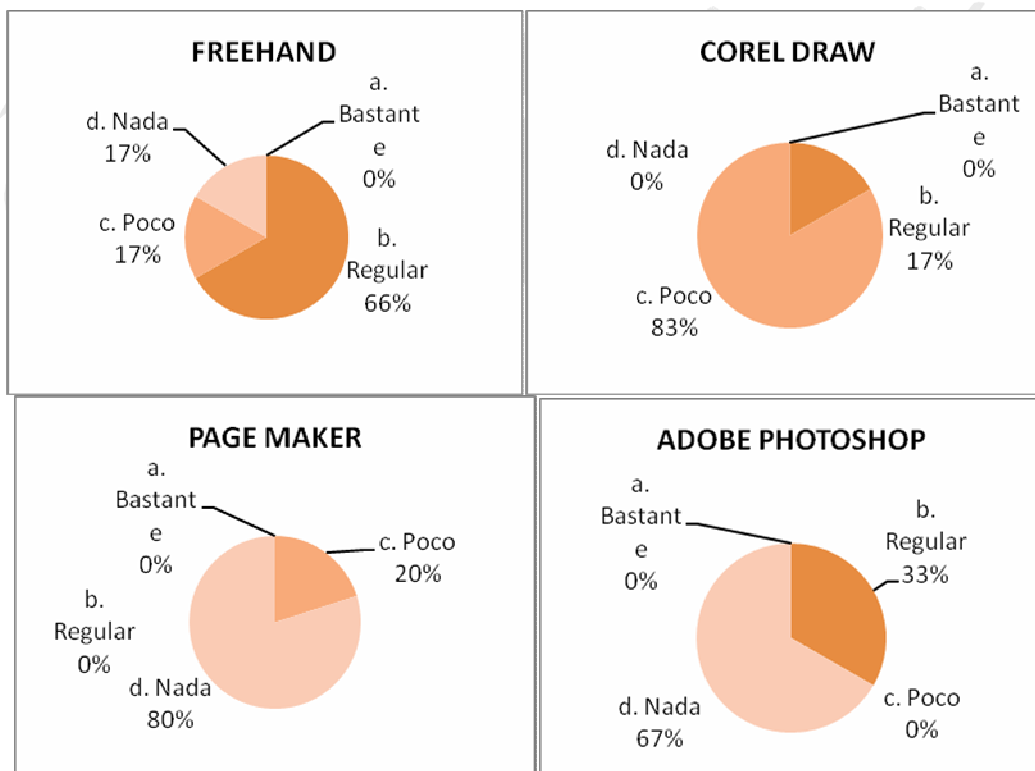 FREEHAND
a.
Bastant
e
0%
d. Nada
17%
c. Poco
17%
b.
Regular
66%
COREL DRAW
a.
Bastant
e
0%
d. Nada
0%
b.
Regular
17%
c. Poco
83%
PAGE MAKER
a.
Bastant
e
0%
c. Poco
20%
b.
Regular
0%
d. Nada
80%
ADOBE PHOTOSHOP
a.
Bastant
e
0%
b.
Regular
33%
d. Nada
67%
c. Poco
0%